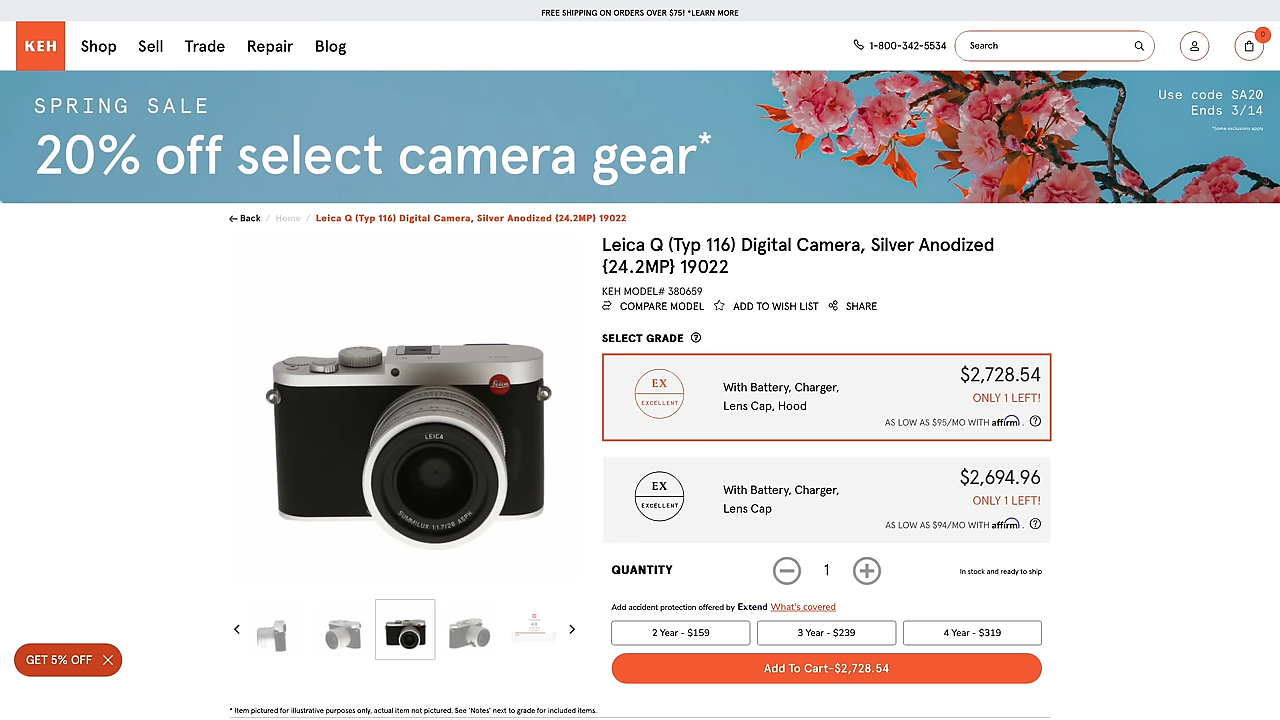 FREE SHIPPING ON ORDERS OVER $75! *LEARN MORE
KEH
Shop
Sell
Trade
Repair
Blog
1-800-342-5534
Search
0
SPRING SALE
20% off select camera gear*
Use code SA20
Ends 3/14
*Some exclusions apply
Back / Home / Leica Q (Typ 116) Digital Camera, Silver Anodized {24.2MP} 19022
Leica Q (Typ 116) Digital Camera, Silver Anodized
{24.2MP} 19022
KEH MODEL# 380659
COMPARE MODEL
ADD TO WISH LIST
SHARE
SELECT GRADE
EX
EXCELLENT
With Battery, Charger,
Lens Cap, Hood
$2,728.54
ONLY 1 LEFT!
AS LOW AS $95/MO WITH affirm.
EX
EXCELLENT
With Battery, Charger,
Lens Cap
$2,694.96
ONLY 1 LEFT!
AS LOW AS $94/MO WITH affirm.
Leica
LEICA
SUMMILUX 1:1.7/28 ASPH.
QUANTITY
1
In stock and ready to ship
Add accident protection offered by Extend What's covered
2 Year - $159
3 Year - $239
4 Year - $319
Add To Cart-$2,728.54
GET 5% OFF
* Item pictured for illustrative purposes only, actual item not pictured. See 'Notes' next to grade for included items.